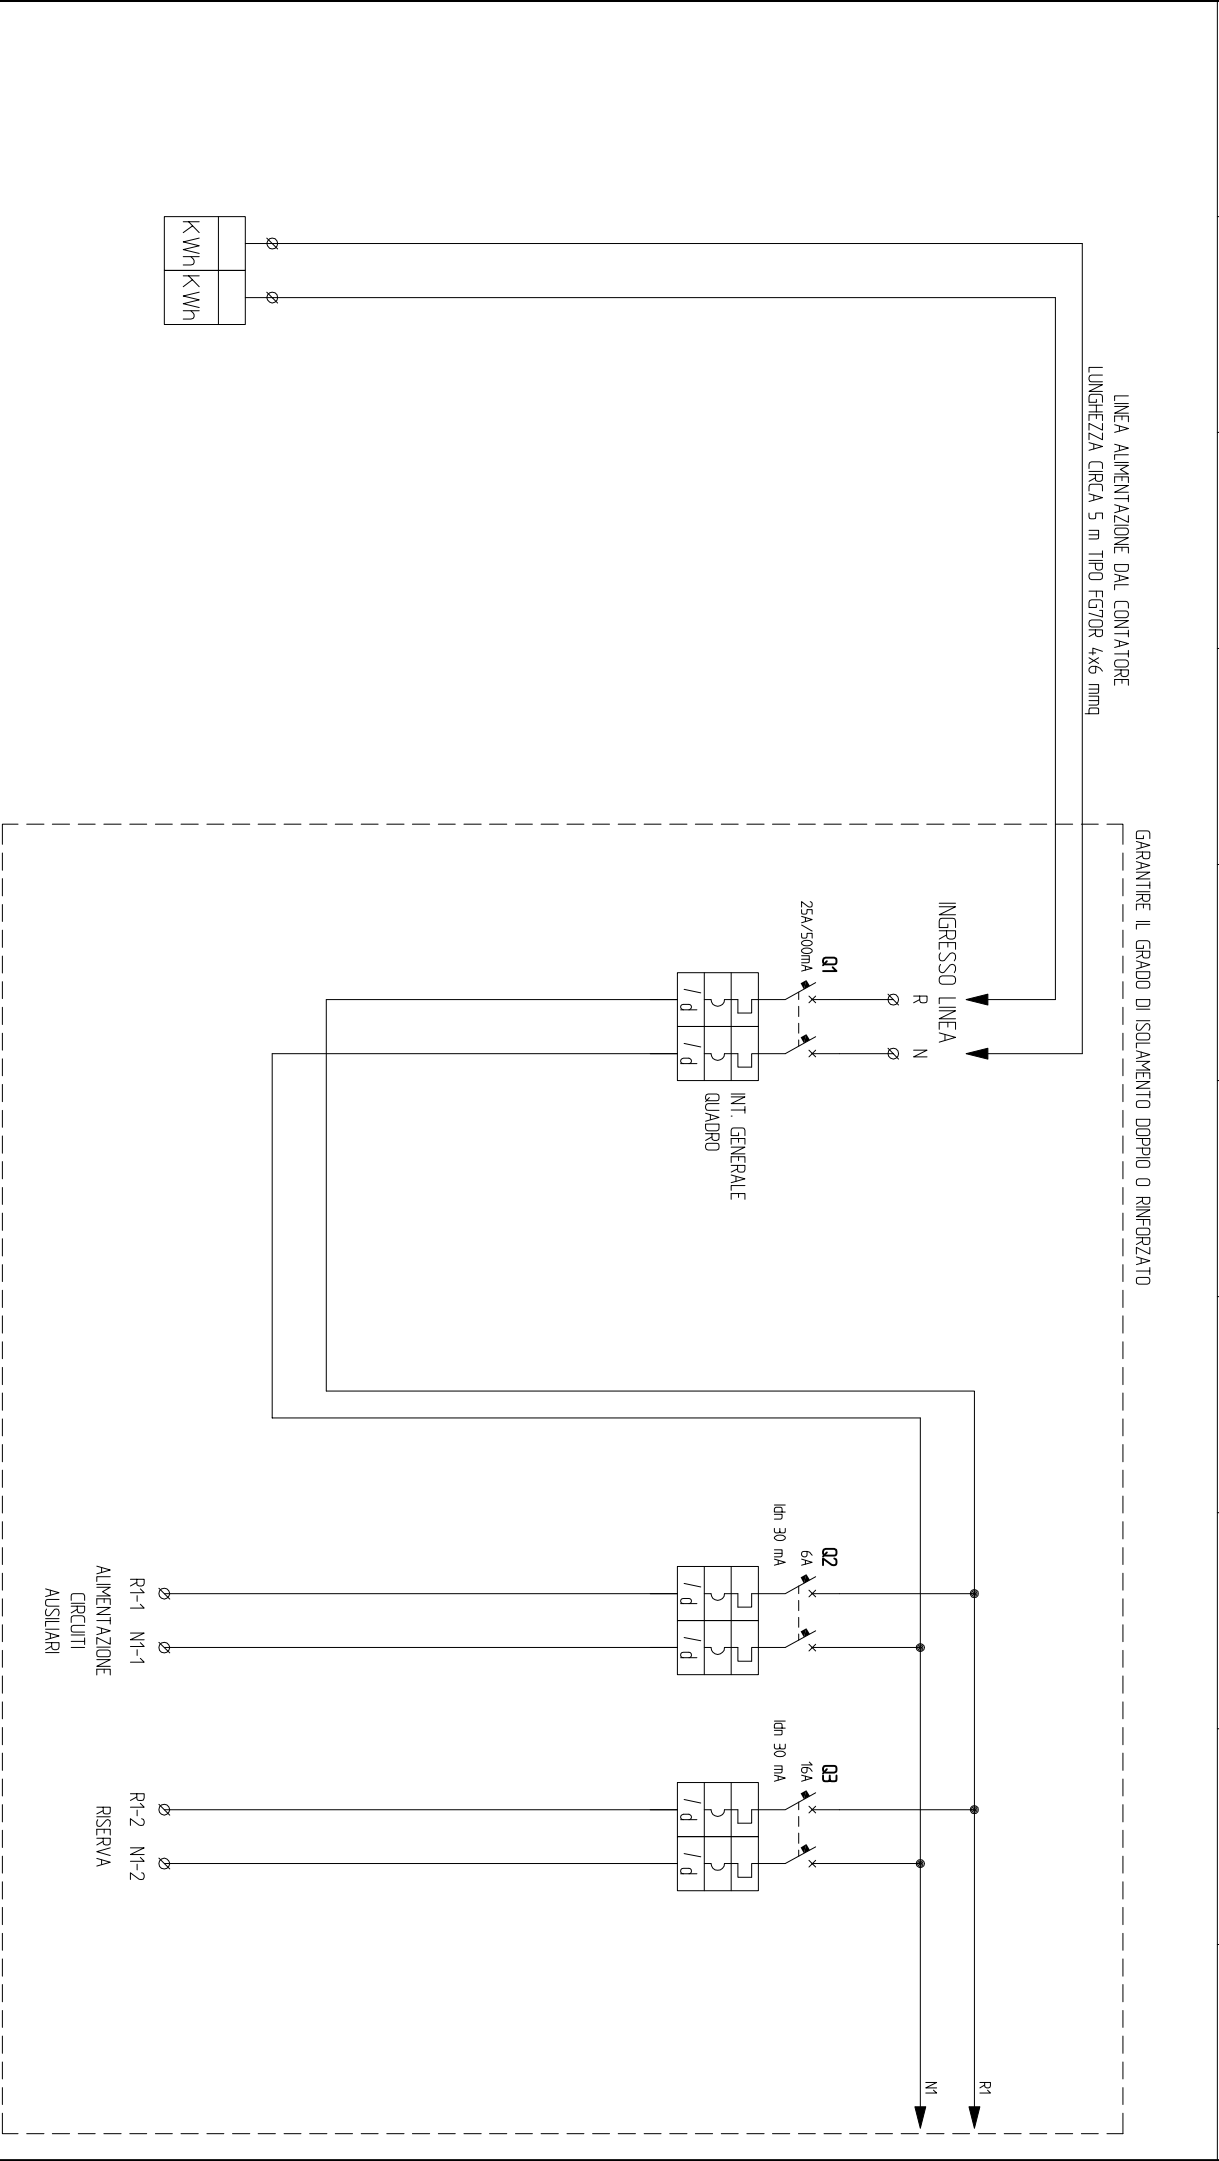 GARANTIRE IL GRADO DI ISOLAMENTO DOPPIO O RINFORZATO
LINEA ALIMENTAZIONE DAL CONTATORE
LUNGHEZZA CIRCA 5 m TIPO FG7OR 4x6 mmq
KWh KWh
INGRESSO LINEA
R N
Q1
25A/500mA
INT. GENERALE
QUADRO
/d /d
R1
N1
Q2
6A
Idn 30 mA
/d /d
R1-1 N1-1
ALIMENTAZIONE
CIRCUITI
AUSILIARI
Q3
16A
Idn 30 mA
/d /d
R1-2 N1-2
RISERVA